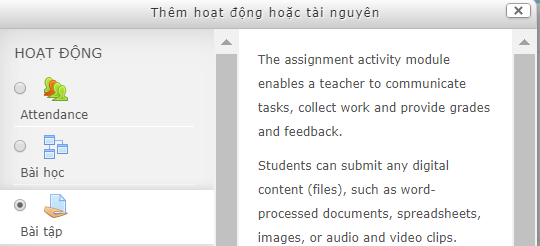 Thêm hoạt động hoặc tài nguyên
HOẠT ĐỘNG
Attendance
Bài học
Bài tập
The assignment activity module
enables a teacher to communicate
tasks, collect work and provide grades
and feedback.
Students can submit any digital
content (files), such as word-
processed documents, spreadsheets,
images, or audio and video clips.